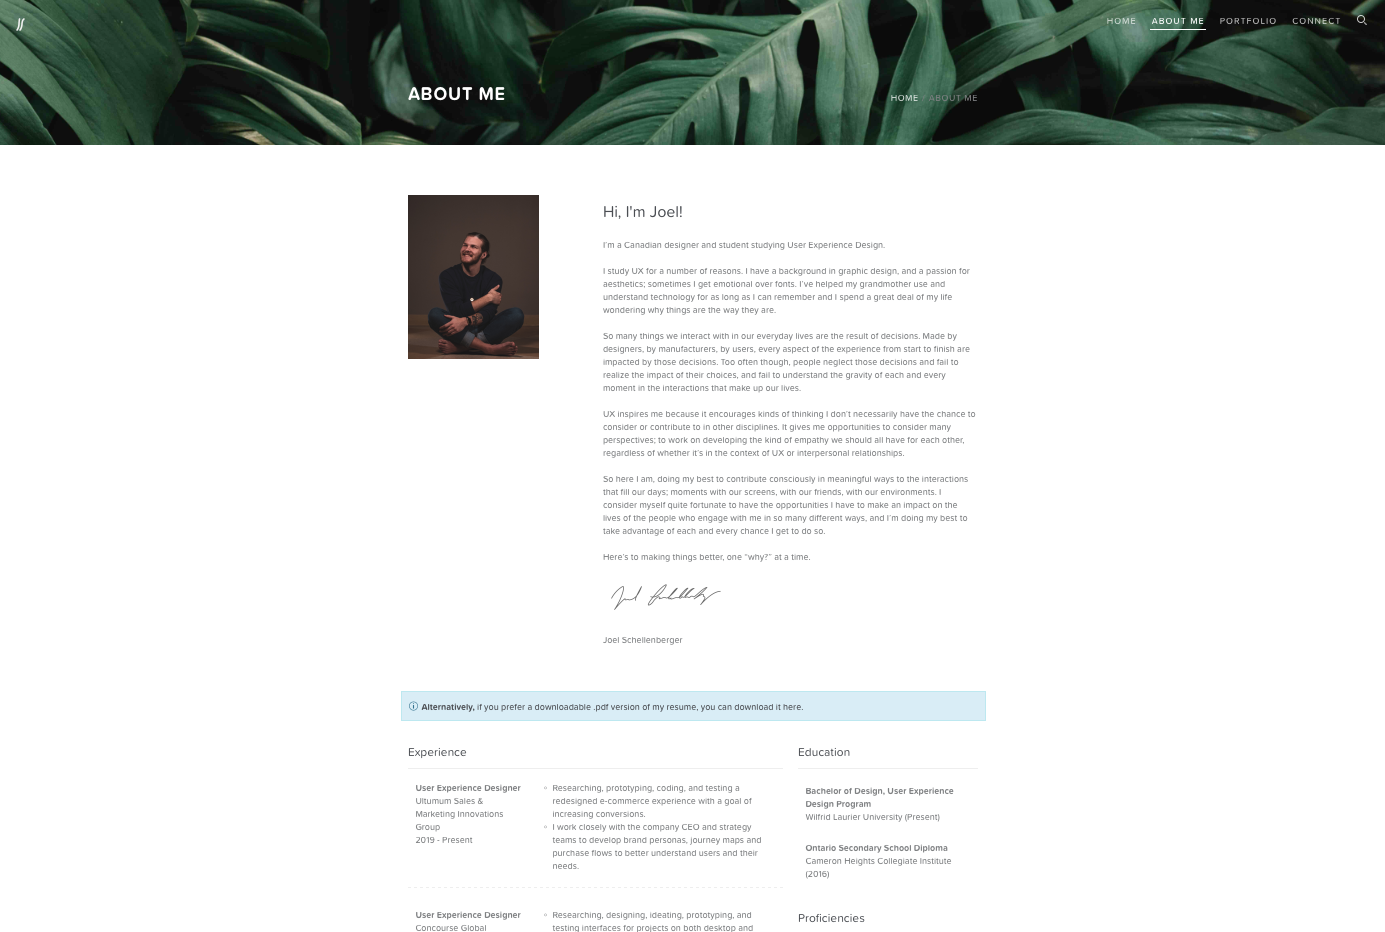 HOME ABOUT ME PORTFOLIO CONNECT
ABOUT ME
HOME / ABOUT ME
Hi, I'm Joel!
I'm a Canadian designer and student studying User Experience Design.
I study UX for a number of reasons. I have a background in graphic design, and a passion for
aesthetics; sometimes I get emotional over fonts. I've helped my grandmother use and
understand technology for as long as I can remember and I spend a great deal of my life
wondering why things are the way they are.
So many things we interact with in our everyday lives are the result of decisions. Made by
designers, by manufacturers, by users, every aspect of the experience from start to finish are
impacted by those decisions. Too often though, people neglect those decisions and fail to
realize the impact of their choices, and fail to understand the gravity of each and every
moment in the interactions that make up our lives.
UX inspires me because it encourages kinds of thinking I don't necessarily have the chance to
consider or contribute to in other disciplines. It gives me opportunities to consider many
perspectives; to work on developing the kind of empathy we should all have for each other,
regardless of whether it's in the context of UX or interpersonal relationships.
So here I am, doing my best to contribute consciously in meaningful ways to the interactions
that fill our days; moments with our screens, with our friends, with our environments. I
consider myself quite fortunate to have the opportunities I have to make an impact on the
lives of the people who engage with me in so many different ways, and I'm doing my best to
take advantage of each and every chance I get to do so.
Here's to making things better, one "why?" at a time.
Joel Schellenberger
Alternatively, if you prefer a downloadable .pdf version of my resume, you can download it here.
Experience
User Experience Designer
Ultumum Sales &
Marketing Innovations
Group
2019 - Present
Researching, prototyping, coding, and testing a
redesigned e-commerce experience with a goal of
increasing conversions.
I work closely with the company CEO and strategy
teams to develop brand personas, journey maps and
purchase flows to better understand users and their
needs.
User Experience Designer
Concourse Global
Researching, designing, ideating, prototyping, and
testing interfaces for projects on both desktop and
Education
Bachelor of Design, User Experience
Design Program
Wilfrid Laurier University (Present)
Ontario Secondary School Diploma
Cameron Heights Collegiate Institute
(2016)
Proficiencies